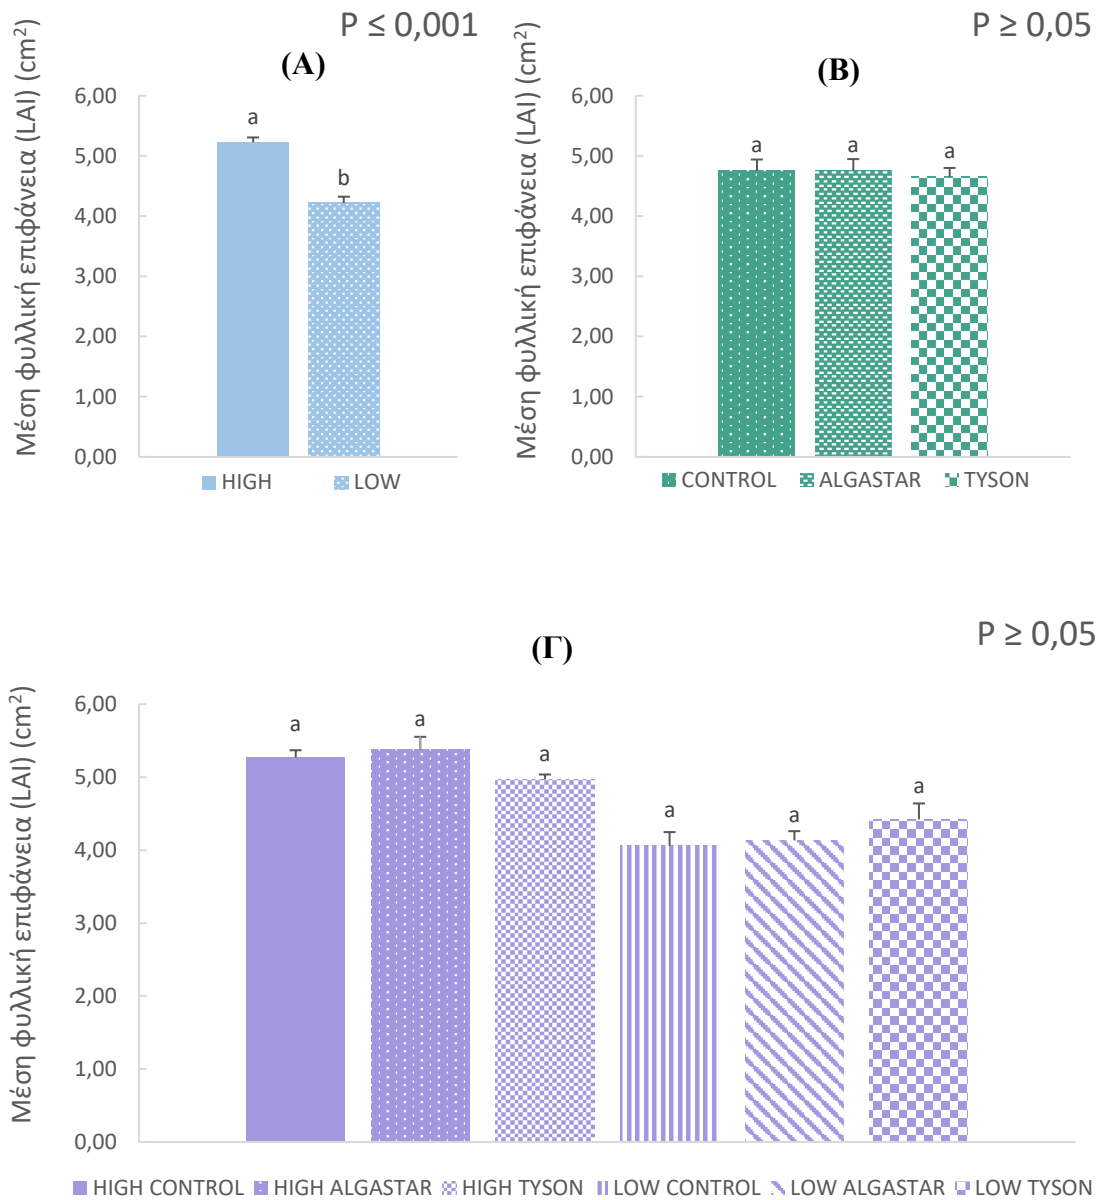 P ≤ 0,001
(Α)
Μέση φυλλική επιφάνεια (LAI) (cm²)
6,00
5,00
4,00
3,00
2,00
1,00
0,00
a
b
HIGH LOW
P ≥ 0,05
(Β)
Μέση φυλλική επιφάνεια (LAI) (cm²)
6,00
5,00
4,00
3,00
2,00
1,00
0,00
a a a
CONTROL ALGASTAR TYSON
P ≥ 0,05
(Γ)
Μέση φυλλική επιφάνεια (LAI) (cm²)
6,00
5,00
4,00
3,00
2,00
1,00
0,00
a a a a a a
HIGH CONTROL HIGH ALGASTAR HIGH TYSON LOW CONTROL LOW ALGASTAR LOW TYSON